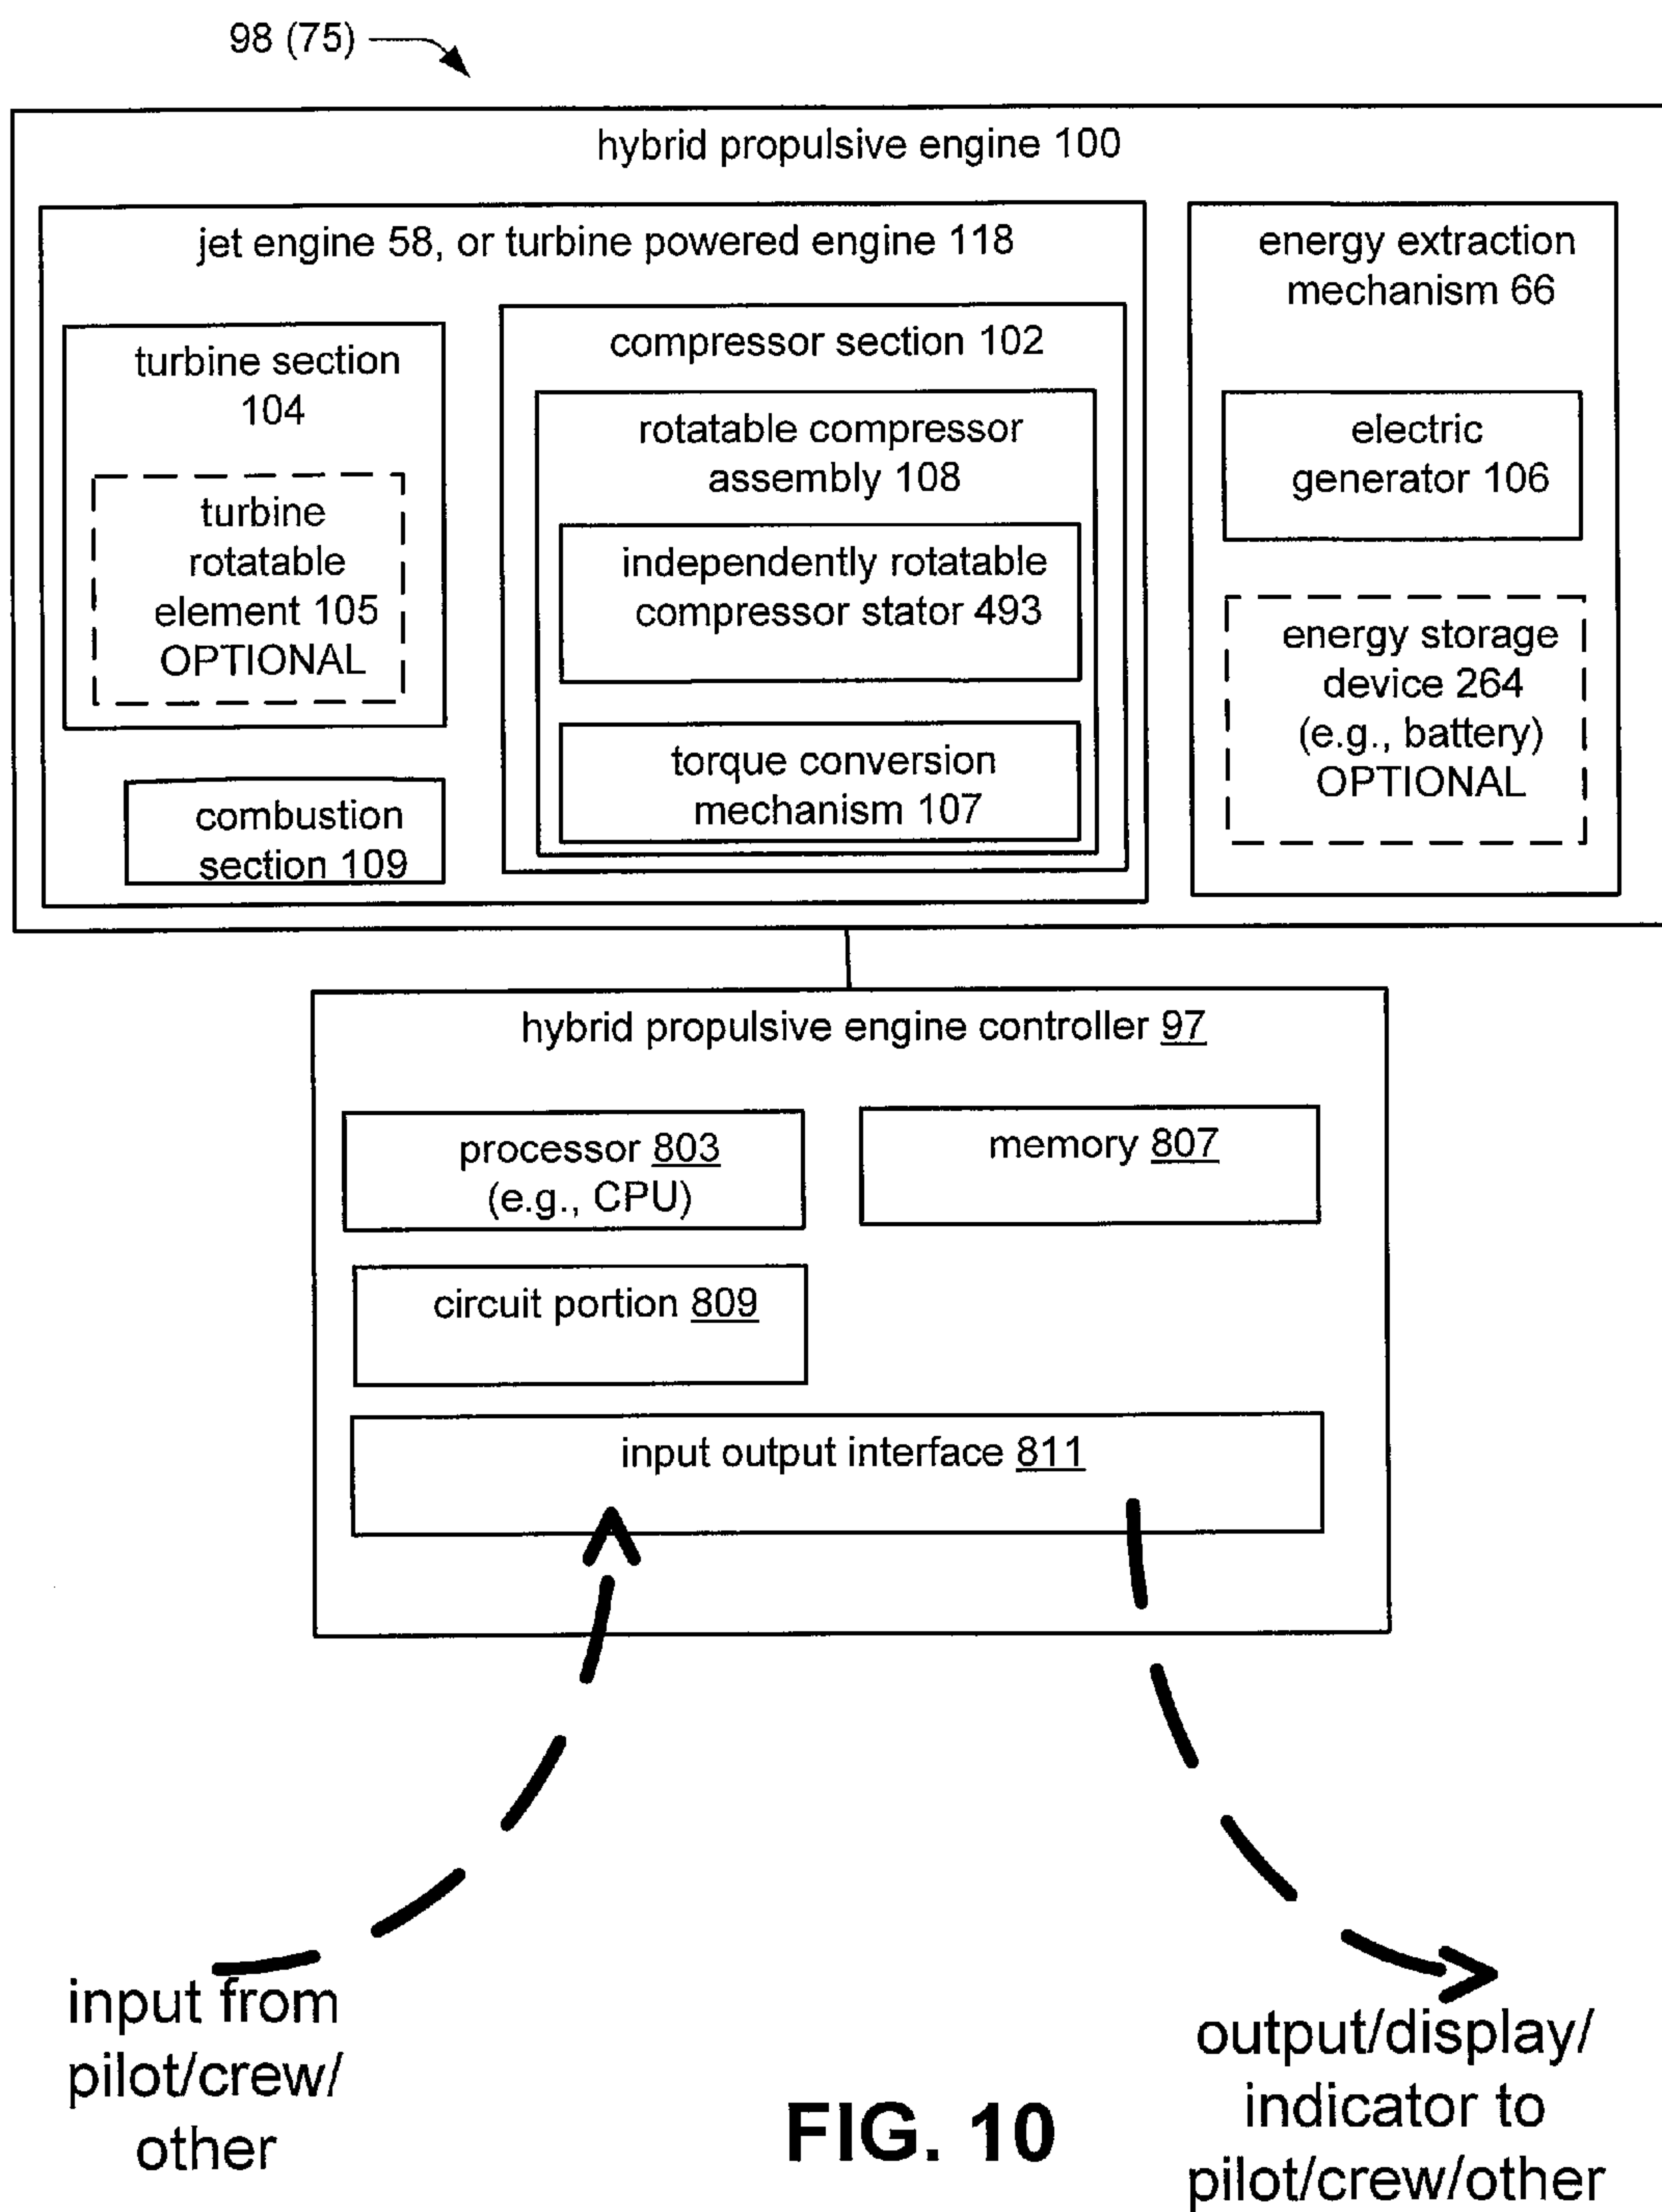 98 (75)
hybrid propulsive engine 100
jet engine 58, or turbine powered engine 118
turbine section
104
turbine
rotatable
element 105
OPTIONAL
combustion
section 109
compressor section 102
rotatable compressor
assembly 108
independently rotatable
compressor stator 493
torque conversion
mechanism 107
energy extraction
mechanism 66
electric
generator 106
energy storage
device 264
(e.g., battery)
OPTIONAL
hybrid propulsive engine controller 97
processor 803
(e.g., CPU)
memory 807
circuit portion 809
input output interface 811
input from
pilot/crew/
other
output/display/
indicator to
pilot/crew/other
FIG. 10